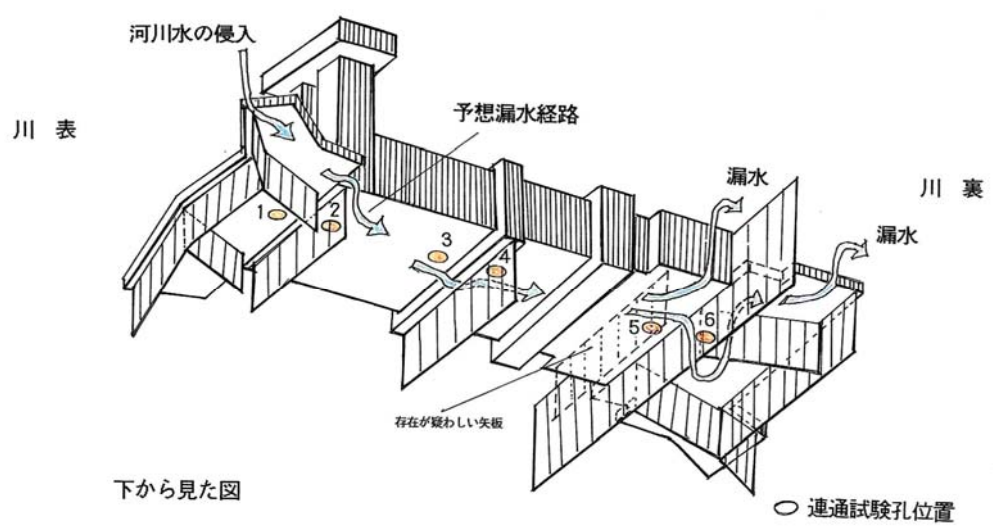 河川水の侵入
川 表
予想漏水経路
漏水
川 裏
漏水
1
2
3
4
5
6
存在が疑わしい矢板
下から見た図
連通試験孔位置